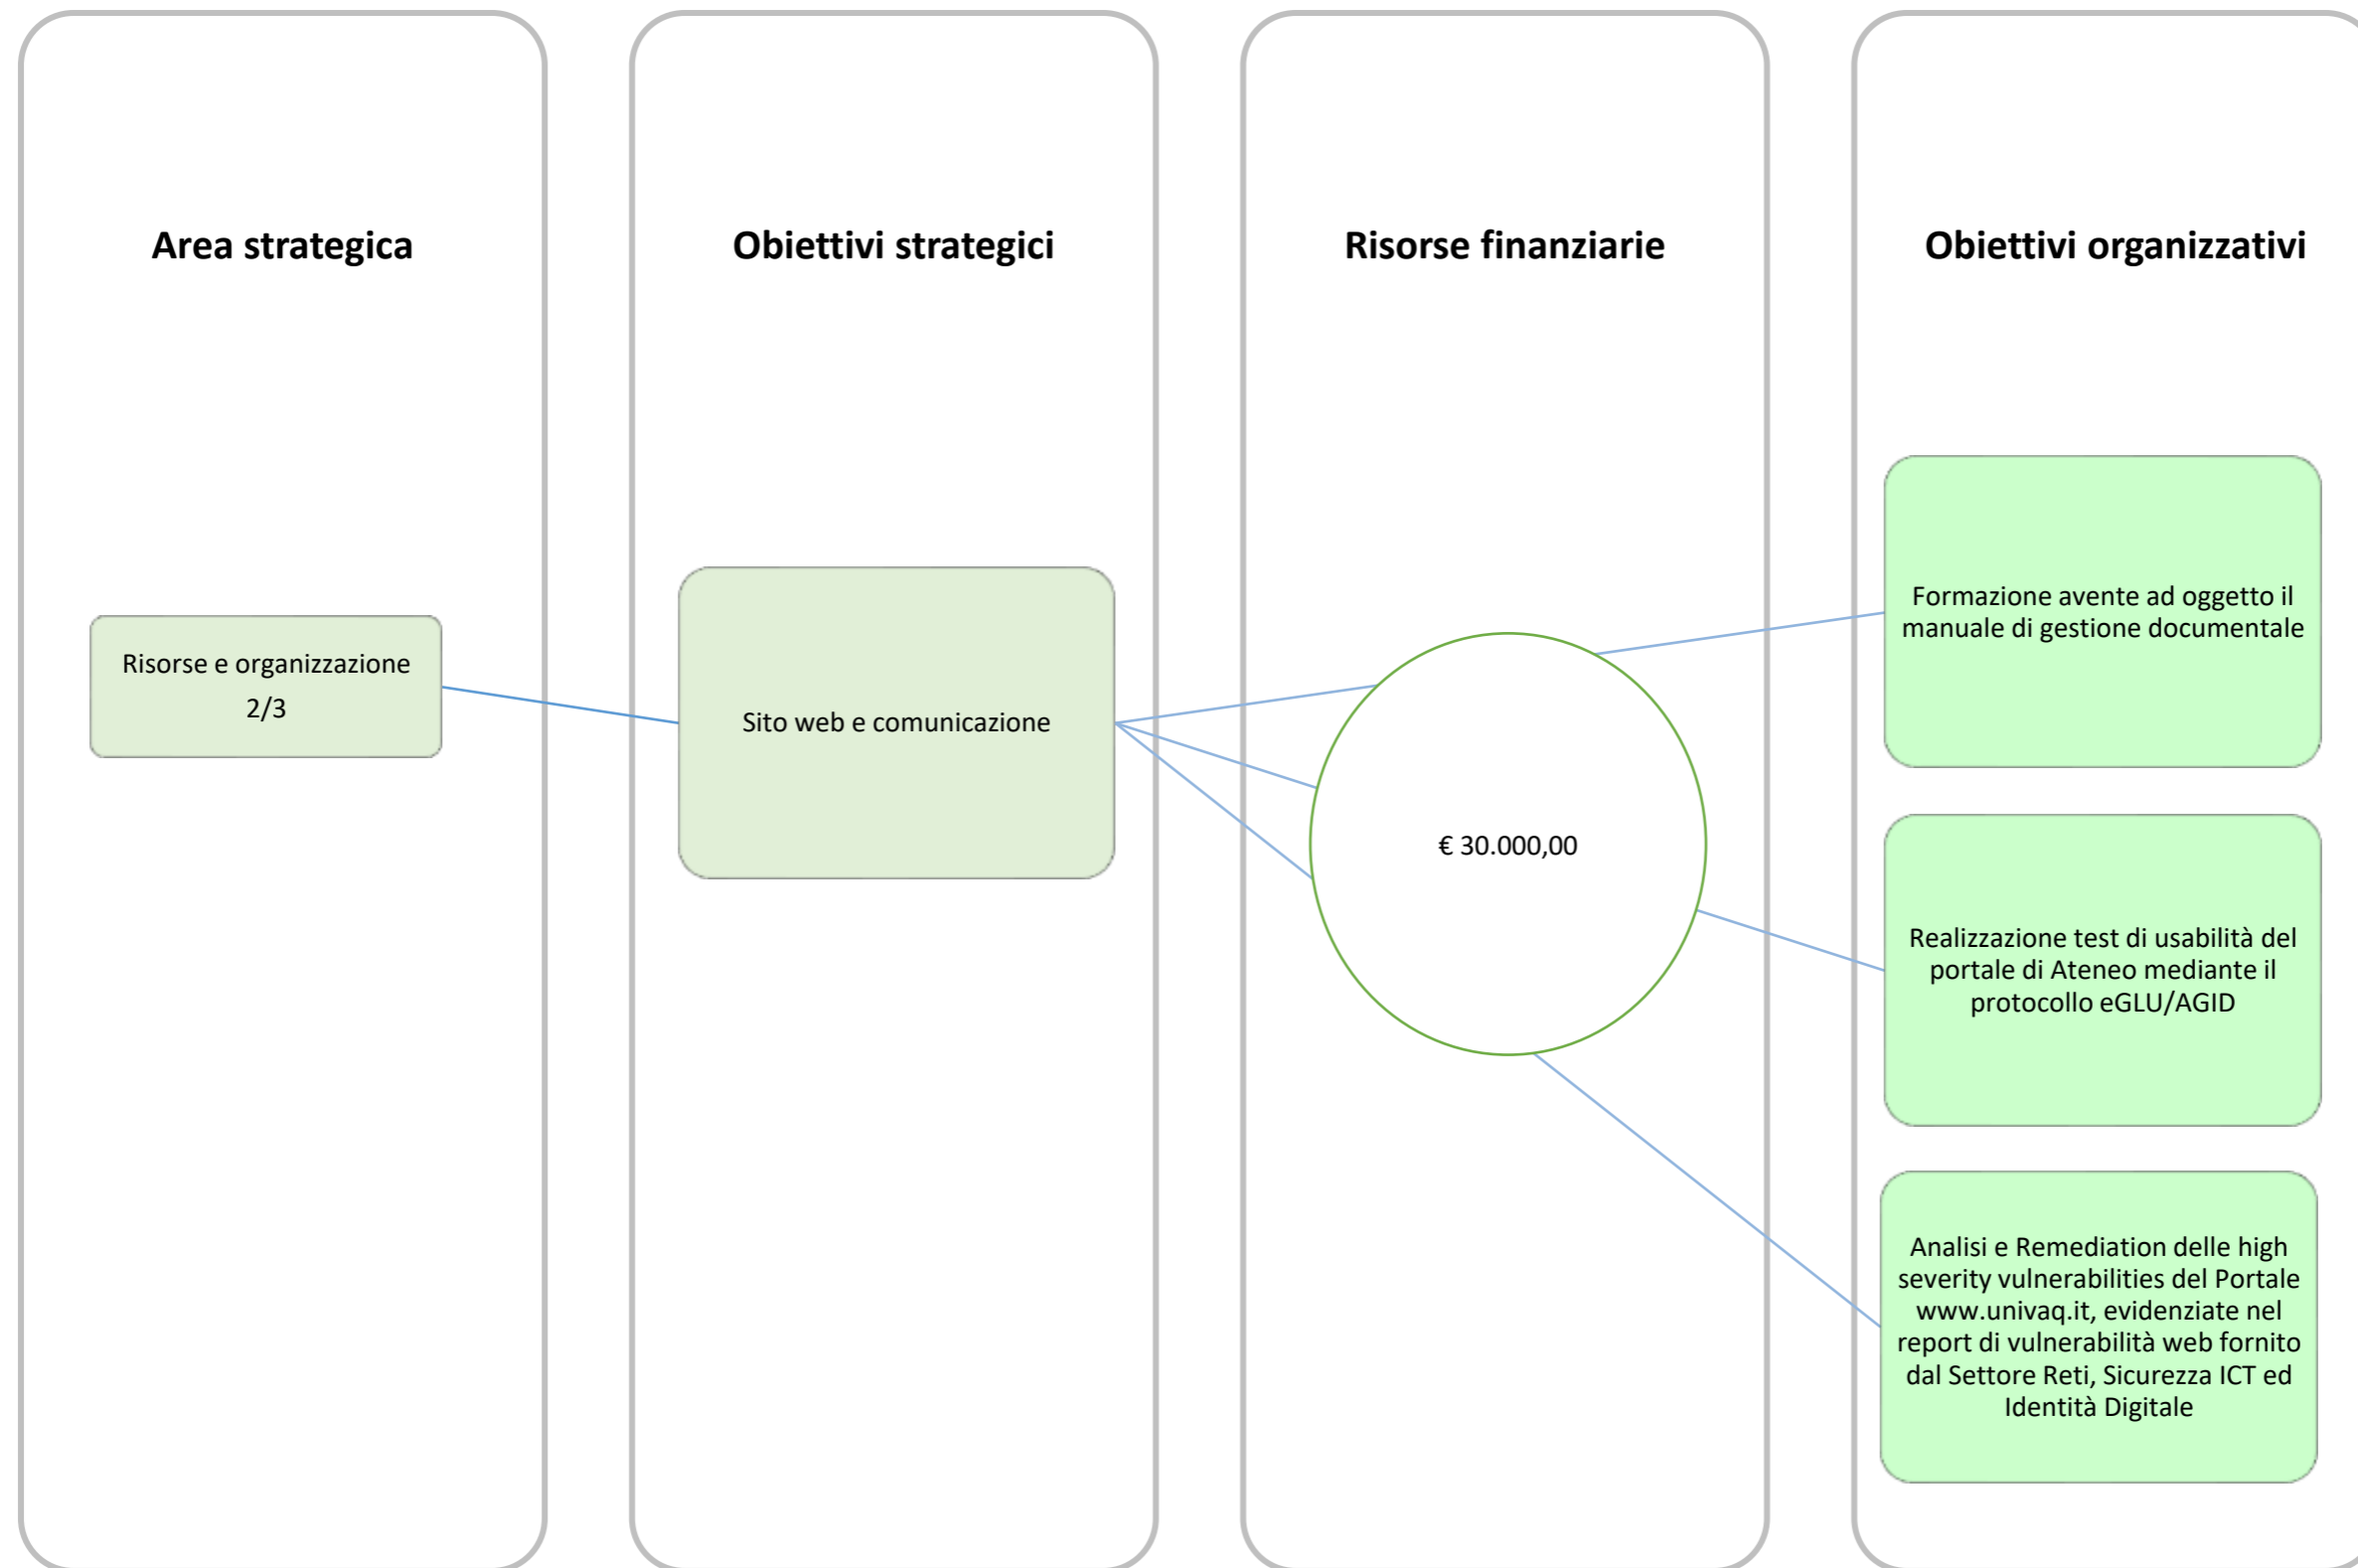 Area strategica
Obiettivi strategici
Risorse finanziarie
Obiettivi organizzativi
Risorse e organizzazione
2/3
Sito web e comunicazione
€ 30.000,00
Formazione avente ad oggetto il
manuale di gestione documentale
Realizzazione test di usabilità del
portale di Ateneo mediante il
protocollo eGLU/AGID
Analisi e Remediation delle high
severity vulnerabilities del Portale
www.univaq.it, evidenziate nel
report di vulnerabilità web fornito
dal Settore Reti, Sicurezza ICT ed
Identità Digitale